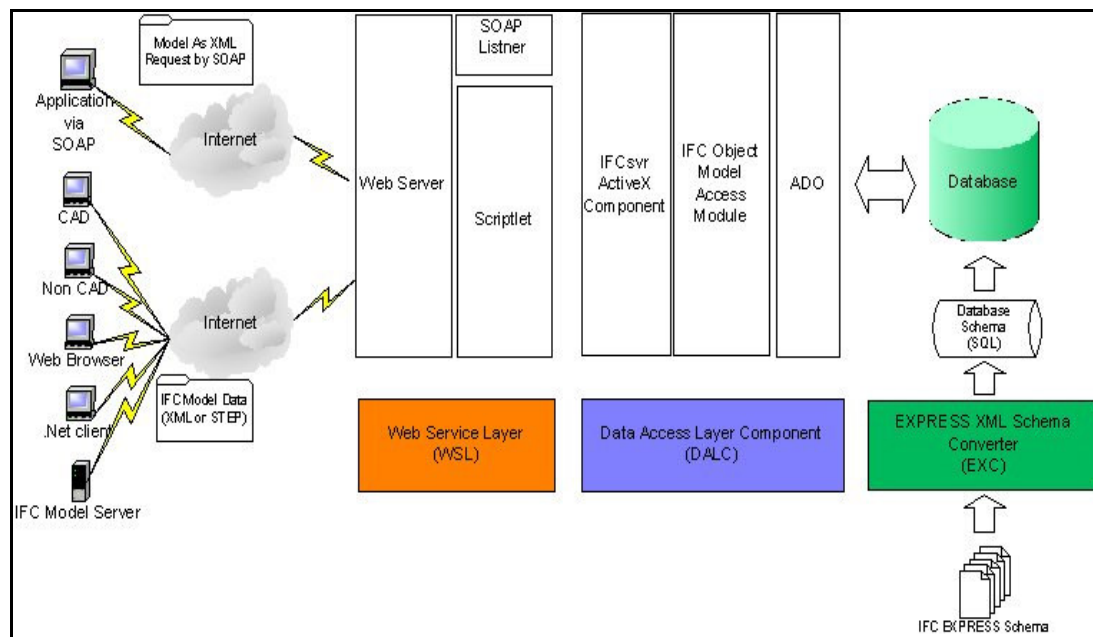 Model As XML
Request by SOAP
SOAP
Listner
Application
via
SOAP
Internet
Web Server
Scriptlet
IFCsvr
ActiveX
Component
IFC Object
Model
Access
Module
ADO
Database
CAD
Non CAD
Web Browser
.Net client
IFC Model Server
Internet
IFC Model Data
(XML or STEP)
Database
Schema
(SQL)
Web Service Layer
(WSL)
Data Access Layer Component
(DALC)
EXPRESS XML Schema
Converter
(EXC)
IFC EXPRESS Schema